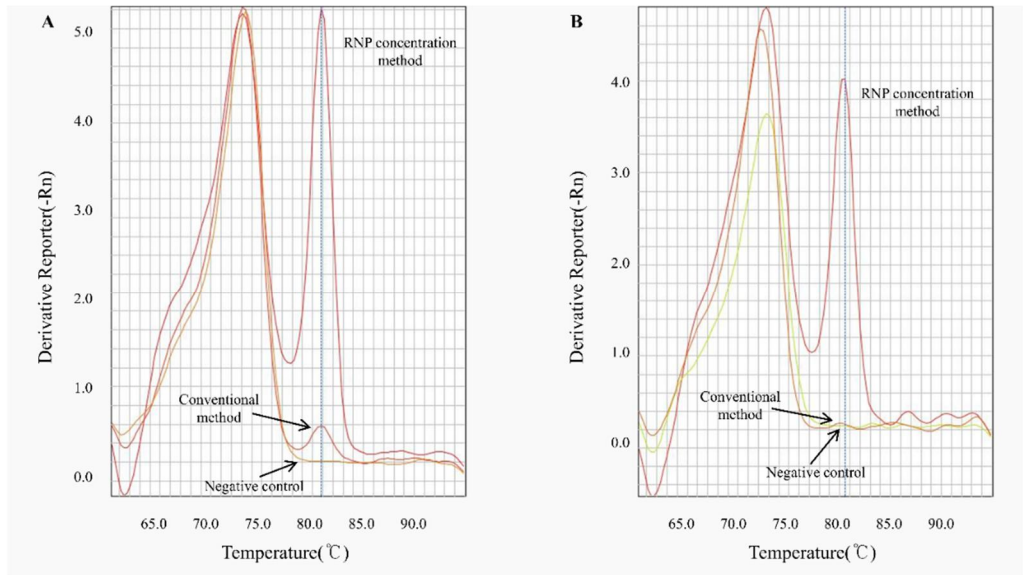 A
Derivative Reporter(-Rn)
5.0
4.0
3.0
2.0
1.0
0.0
RNP concentration
method
Conventional
method
Negative control
65.0 70.0 75.0 80.0 85.0 90.0
Temperature(℃)
B
Derivative Reporter(-Rn)
4.0
3.0
2.0
1.0
0.0
RNP concentration
method
Conventional
method
Negative control
65.0 70.0 75.0 80.0 85.0 90.0
Temperature(℃)